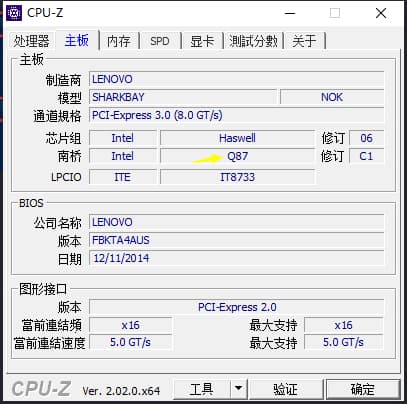 CPU-Z
处理器 主板 内存 SPD 显卡 測試分數 关于
主板
制造商 LENOVO
模型 SHARKBAY NOK
通道規格 PCI-Express 3.0 (8.0 GT/s)
芯片组 Intel Haswell 修订 06
南桥 Intel Q87 修订 C1
LPCIO ITE IT8733
BIOS
公司名称 LENOVO
版本 FBKTA4AUS
日期 12/11/2014
图形接口
版本 PCI-Express 2.0
當前連結頻 x16 最大支持 x16
當前連结速度 5.0 GT/s 最大支持 5.0 GT/s
CPU-Z Ver. 2.02.0.x64 工具 验证 确定